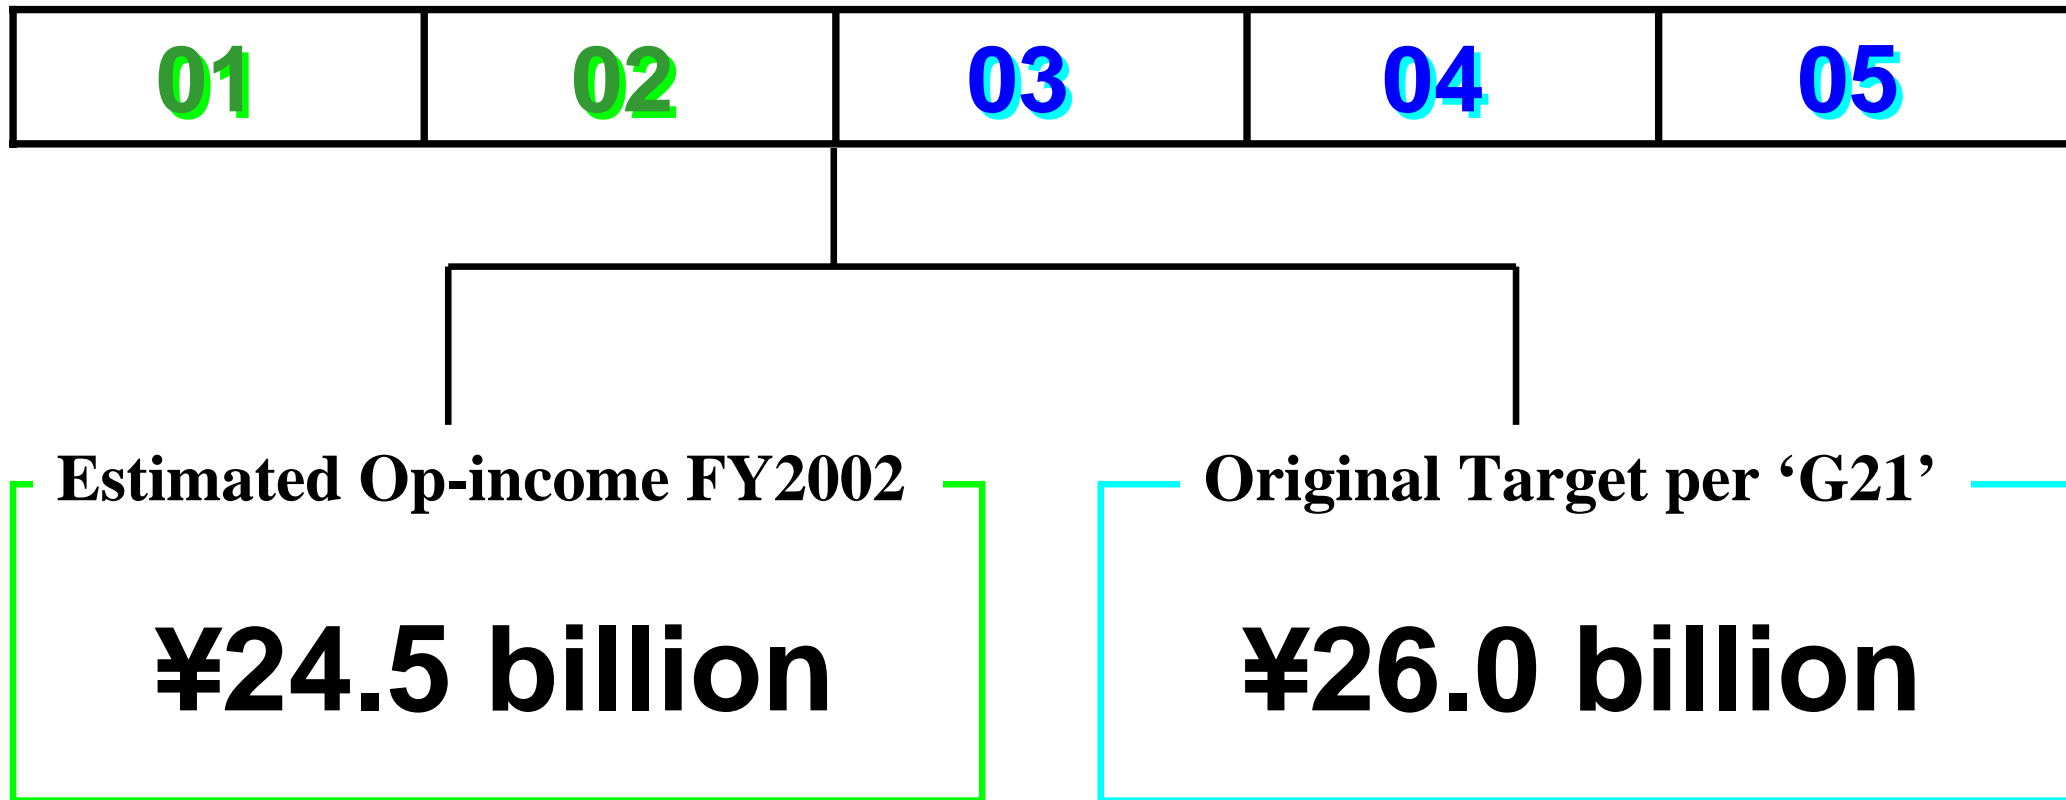 01 02 03 04 05
Estimated Op-income FY2002
¥24.5 billion
Original Target per ‘G21’
¥26.0 billion